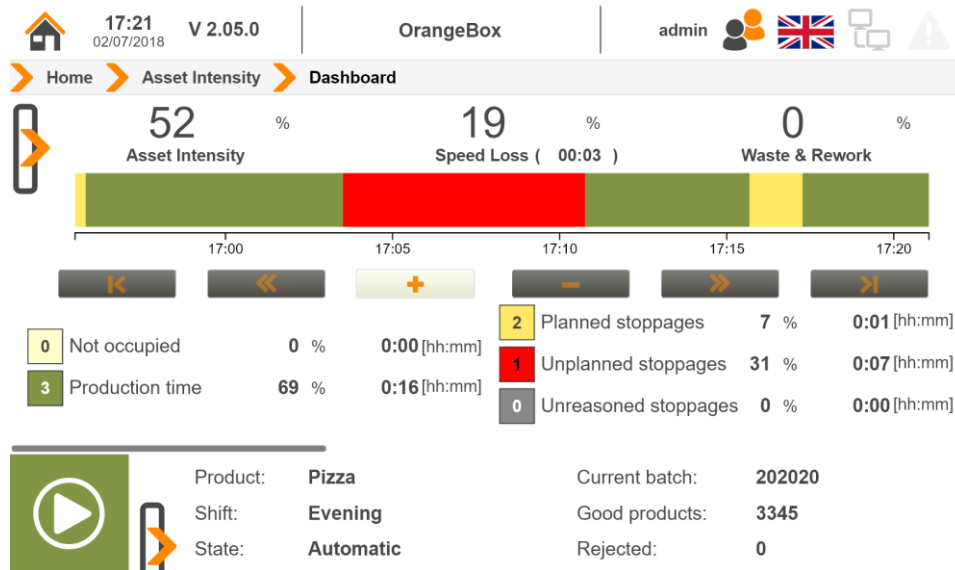 17:21 V 2.05.0 OrangeBox admin
02/07/2018
Home Asset Intensity Dashboard
52 % 19 % 0 %
Asset Intensity Speed Loss ( 00:03 ) Waste & Rework
17:00 17:05 17:10 17:15 17:20
2 Planned stoppages 7 % 0:01 [hh:mm]
0 Not occupied 0 % 0:00 [hh:mm]
1 Unplanned stoppages 31 % 0:07 [hh:mm]
3 Production time 69 % 0:16 [hh:mm]
0 Unreasoned stoppages 0 % 0:00 [hh:mm]
Product: Pizza Current batch: 202020
Shift: Evening Good products: 3345
State: Automatic Rejected: 0